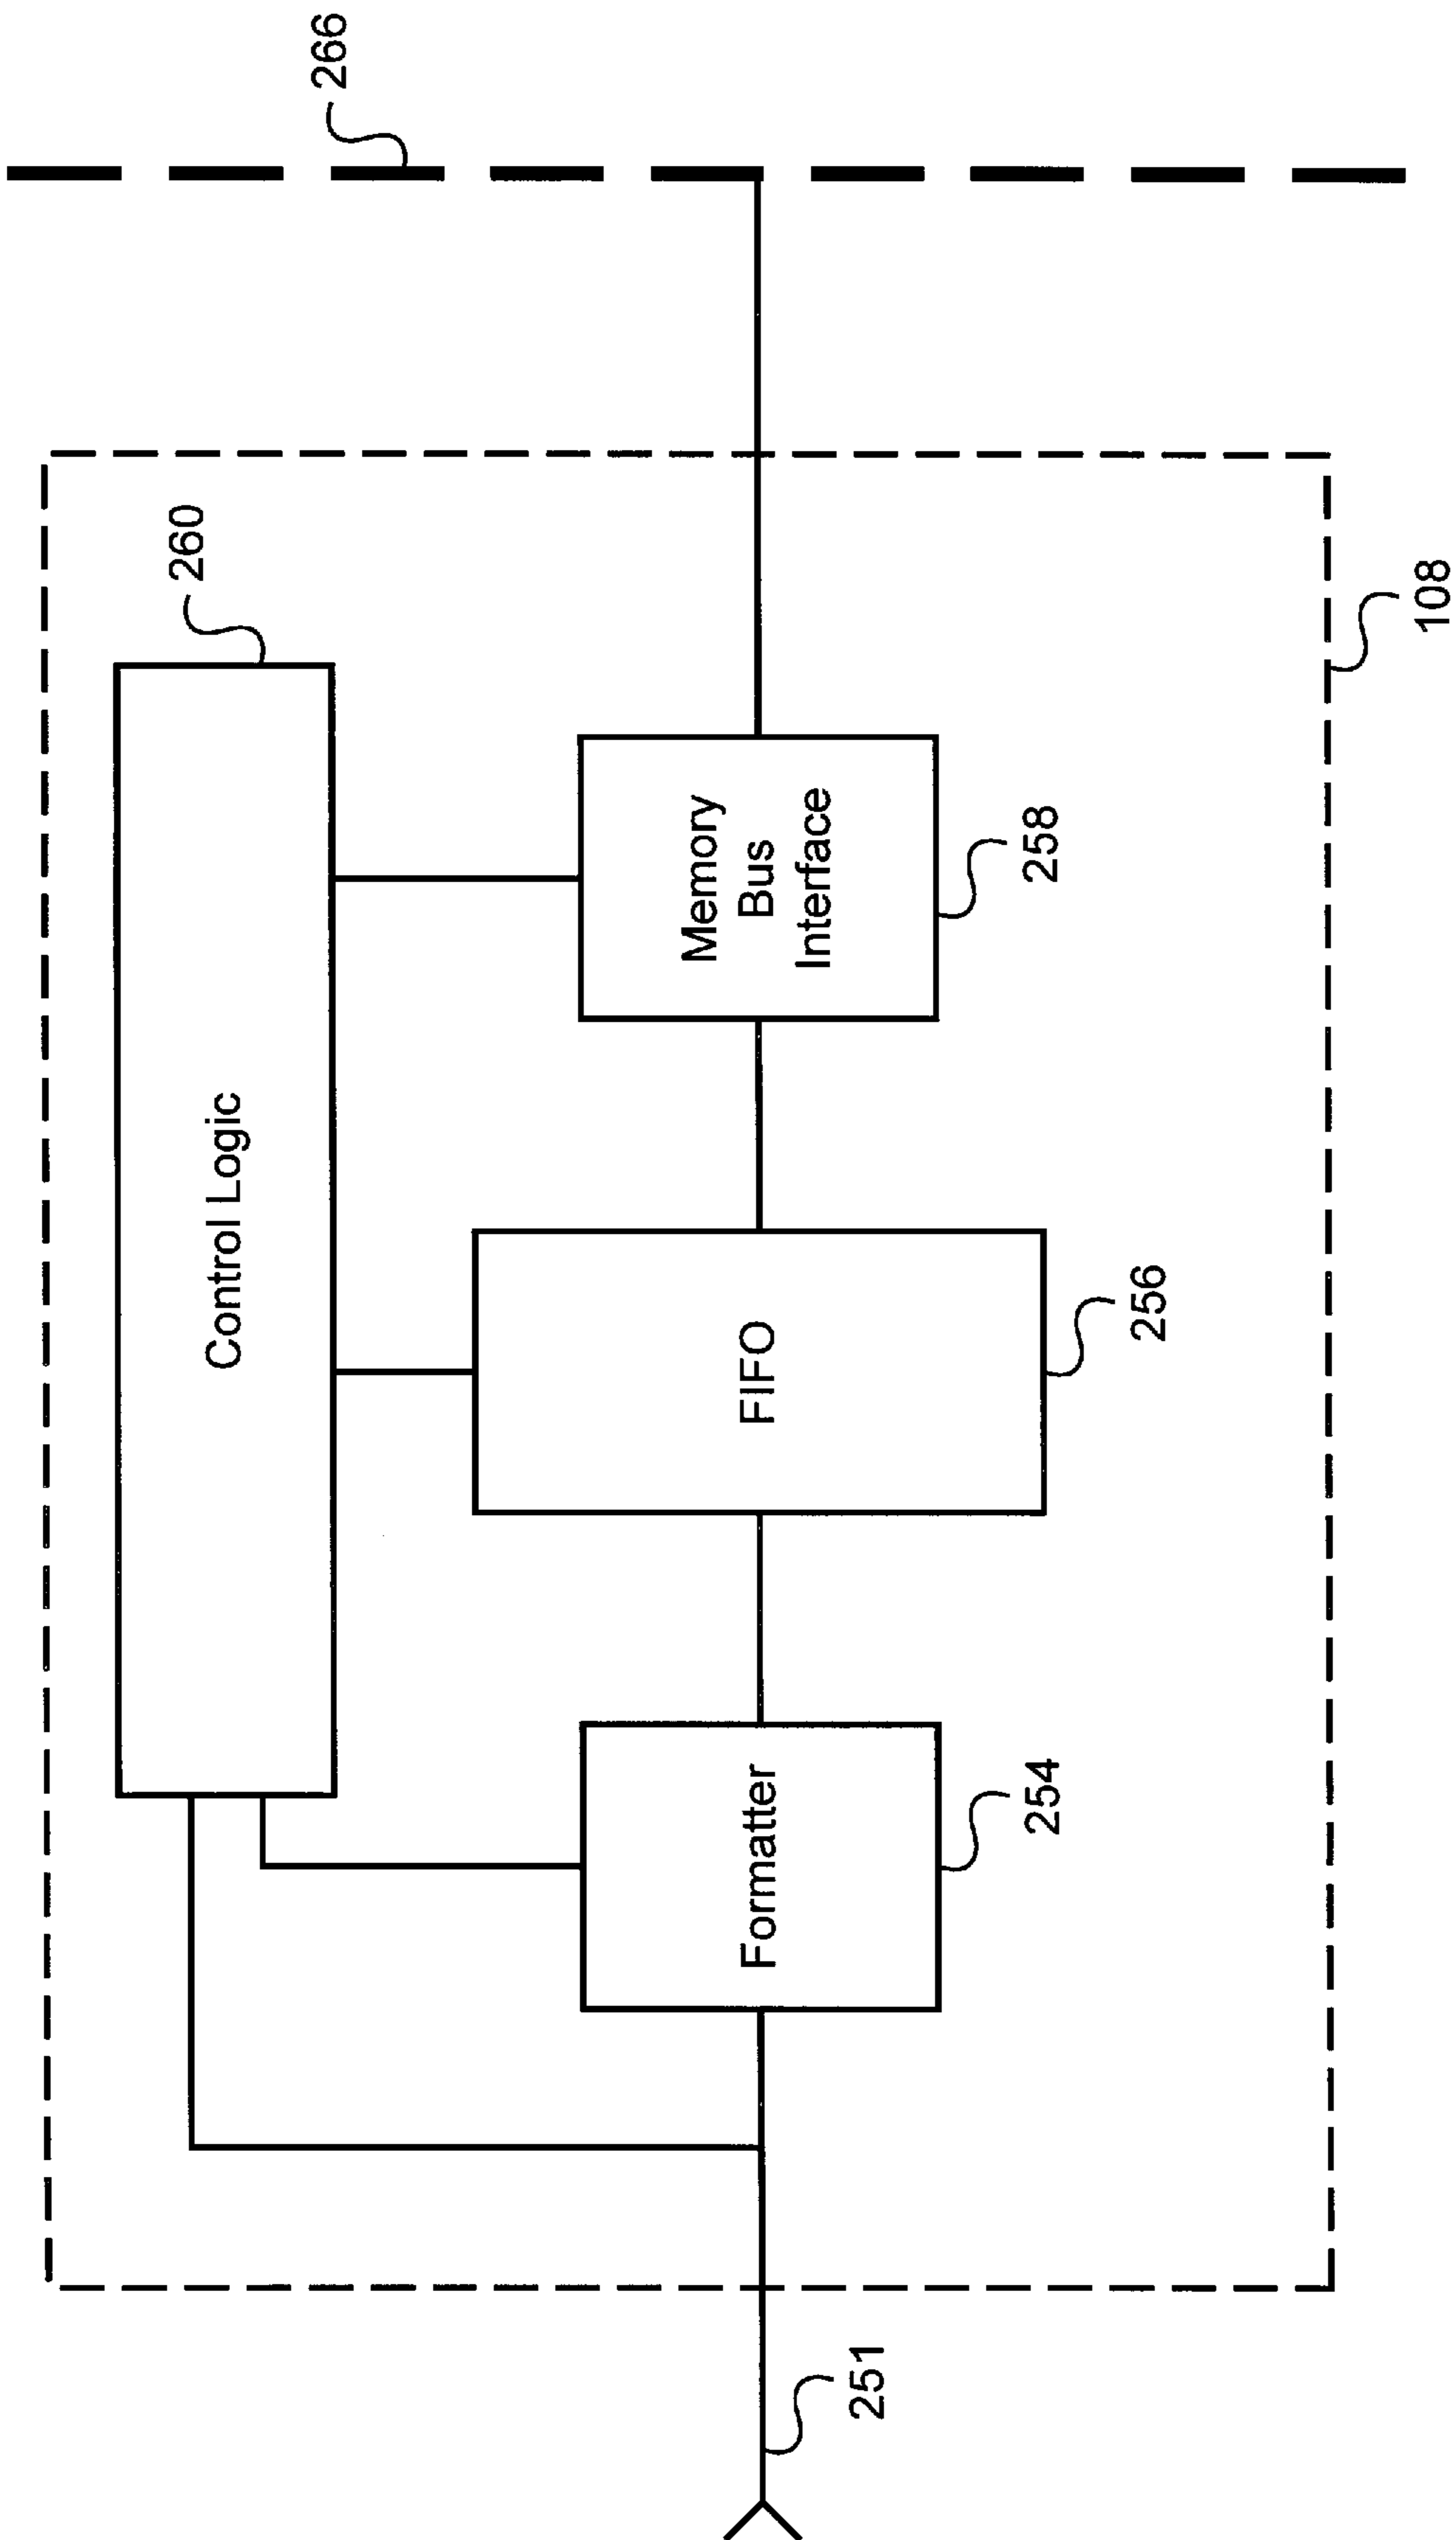 266
260
Control Logic
108
Memory
Bus
Interface
258
FIFO
256
Formatter
254
251